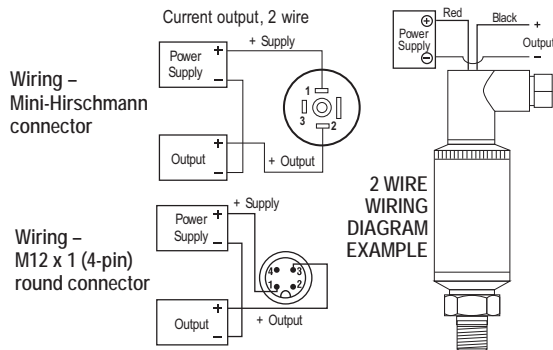 Current output, 2 wire
+ Supply
Power
Supply
+
–
Wiring –
Mini-Hirschmann
connector
1
3
2
Output
+
–
+ Output
Red
Black
+
Output
–
Power
Supply
+
–
2 WIRE
WIRING
DIAGRAM
EXAMPLE
+ Supply
Power
Supply
+
–
Wiring –
M12 x 1 (4-pin)
round connector
4
3
1
2
Output
+
–
+ Output